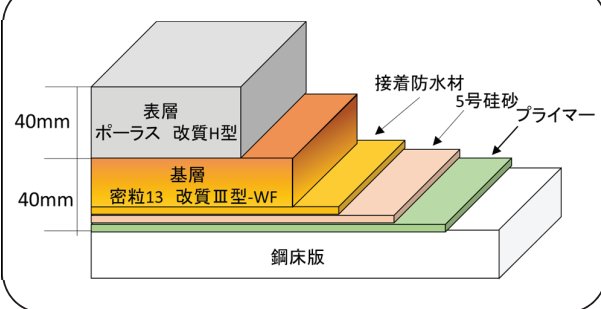 接着防水材
5号硅砂
プライマー
40mm
表層
ポーラス 改質H型
40mm
基層
密粒13 改質Ⅲ型-WF
鋼床版